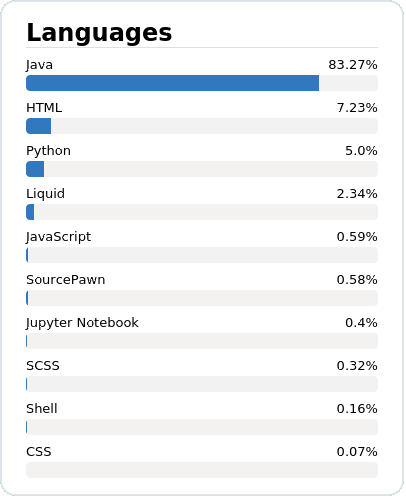 Languages
Java 83.27%
HTML 7.23%
Python 5.0%
Liquid 2.34%
JavaScript 0.59%
SourcePawn 0.58%
Jupyter Notebook 0.4%
SCSS 0.32%
Shell 0.16%
CSS 0.07%